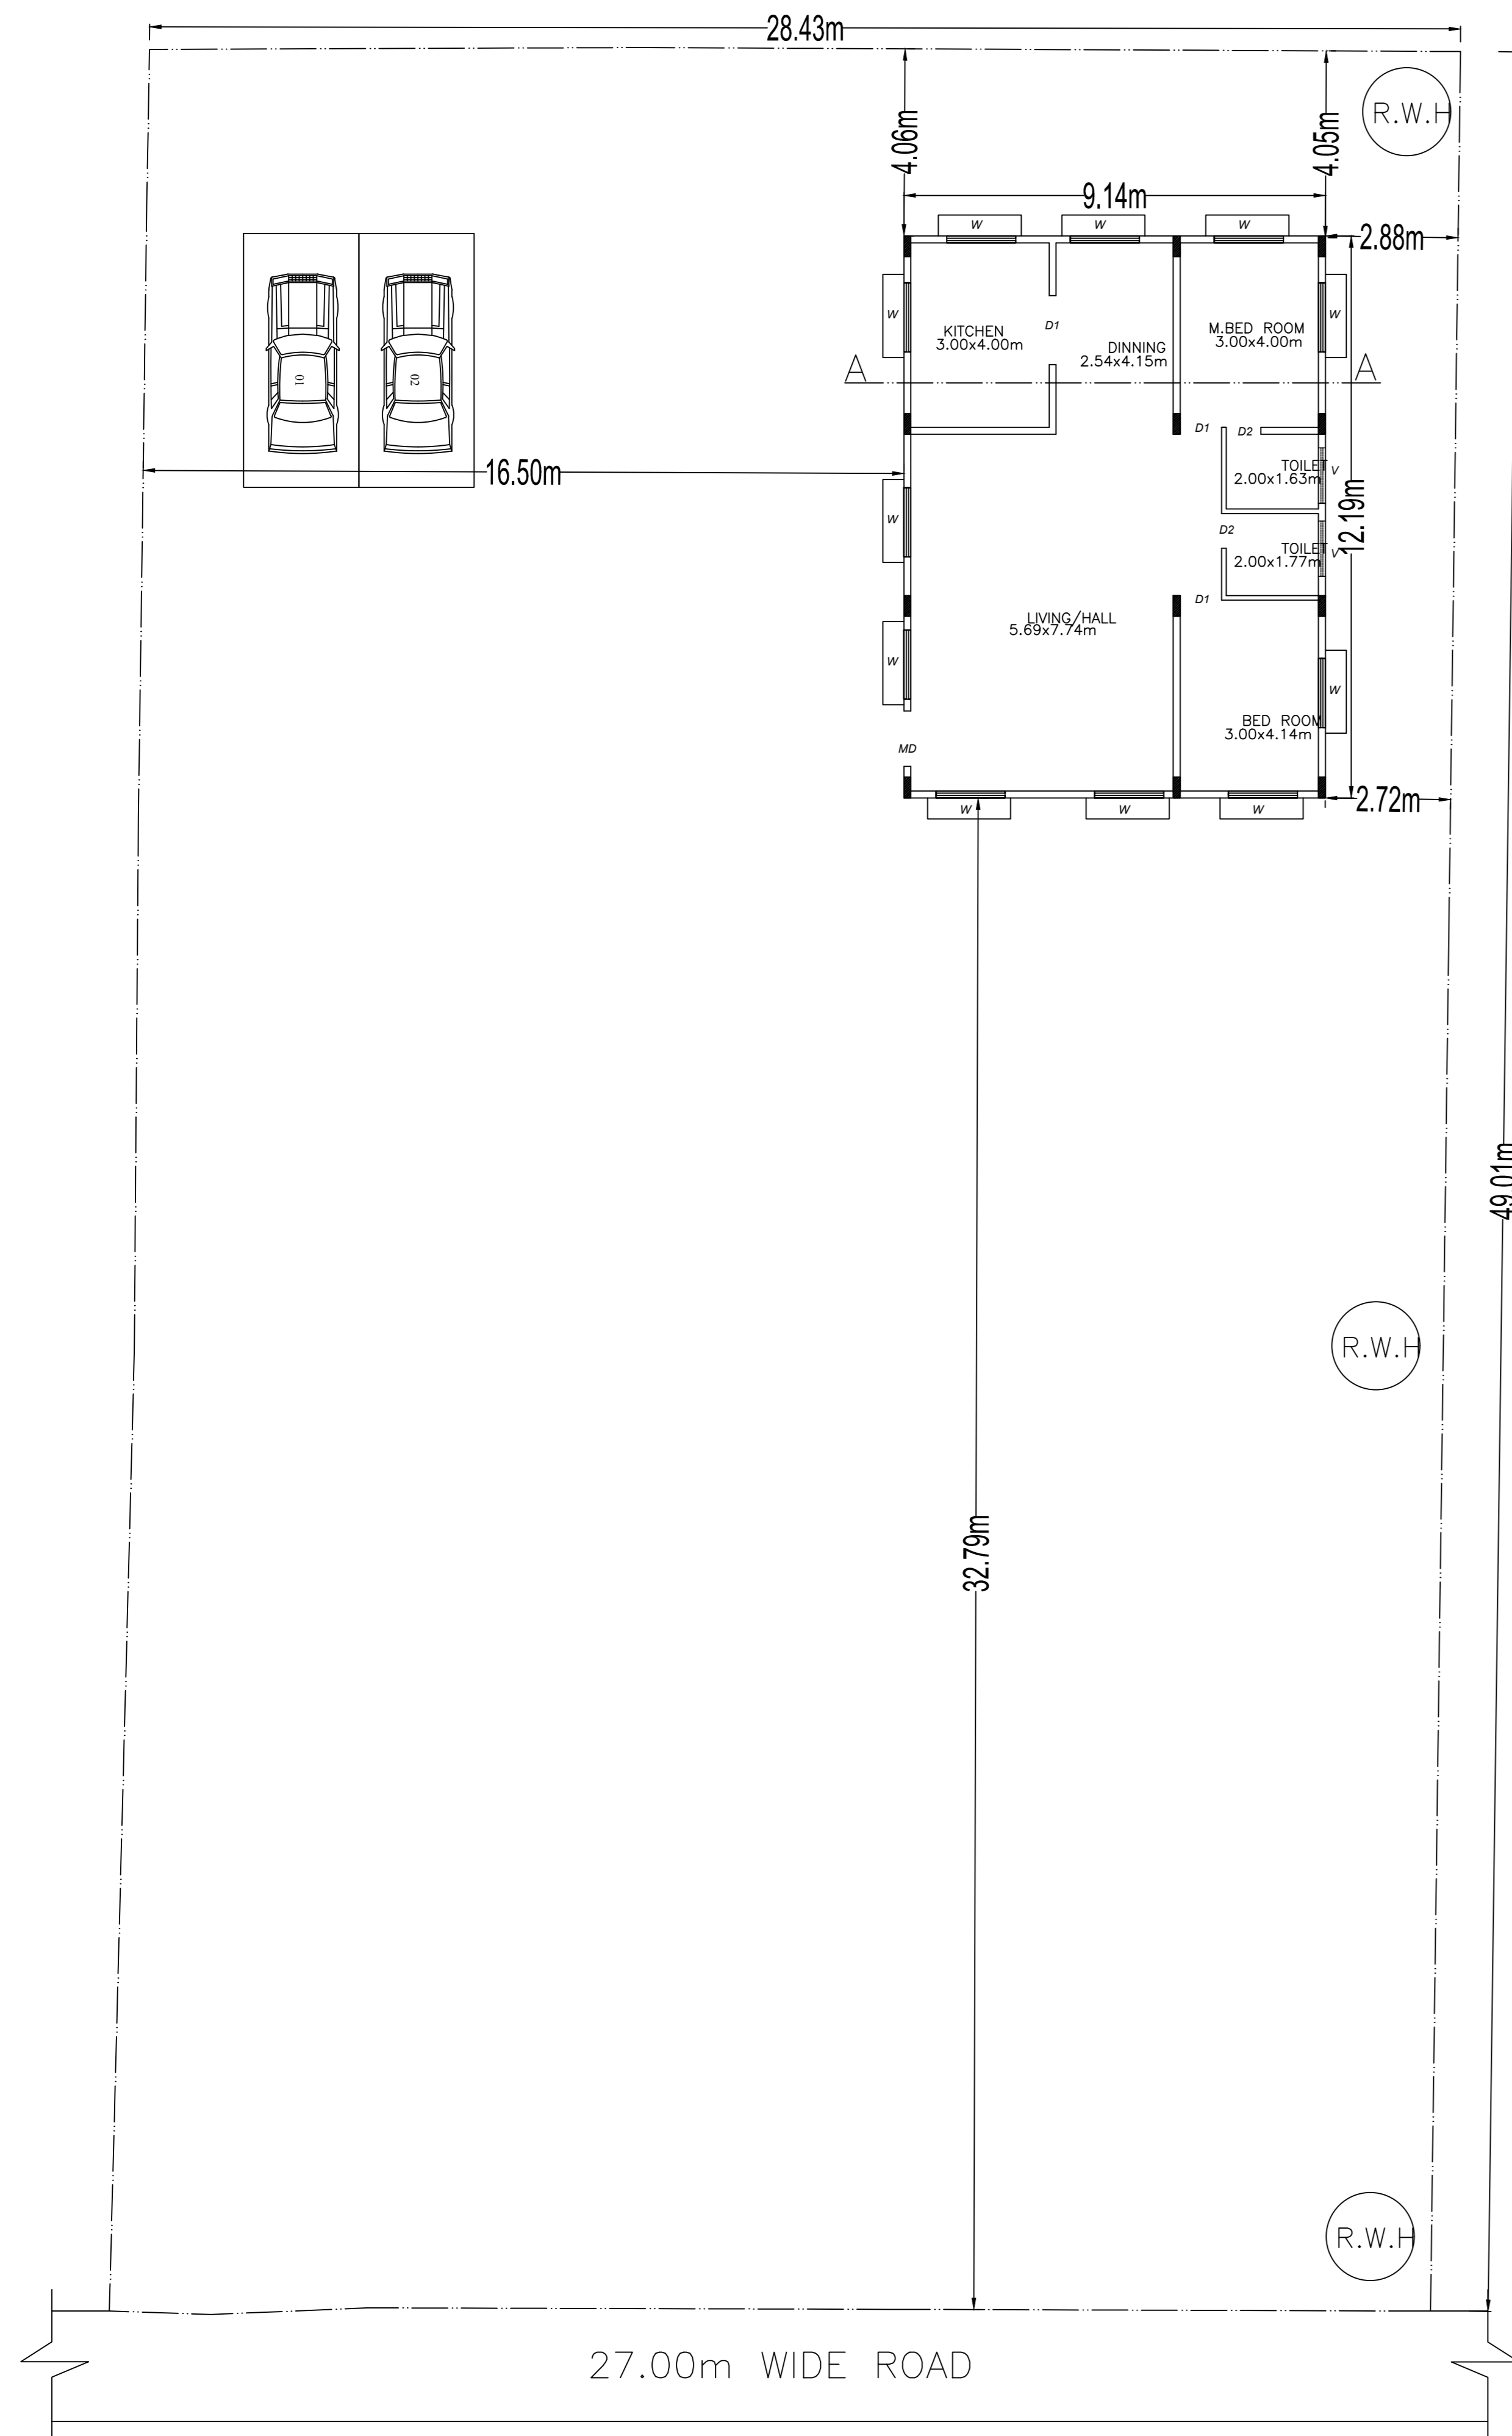 28.43m
R.W.H
4.06m
4.05m
9.14m
2.88m
W
W
W
W
W
KITCHEN
3.00x4.00m
D1
DINNING
2.54x4.15m
M.BED ROOM
3.00x4.00m
A
A
01
02
D1
D2
16.50m
TOILET
2.00x1.63m
V
12.19m
W
D2
TOILET
2.00x1.77m
V
D1
LIVING/HALL
5.69x7.74m
W
W
BED ROOM
3.00x4.14m
MD
2.72m
W
W
W
49.01m
R.W.H
32.79m
R.W.H
27.00m WIDE ROAD